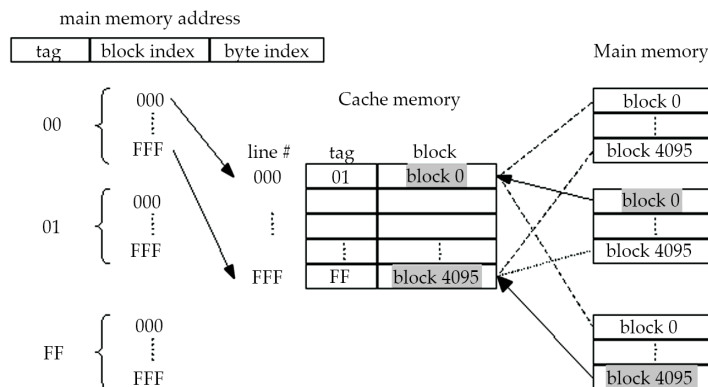 main memory address
tag block index byte index
Main memory
000
block 0
Cache memory
00
FFF
line # tag block
block 4095
000 01 block 0
000
block 0
01
FFF
block 4095
FFF FF block 4095
000
block 0
FF
FFF
block 4095